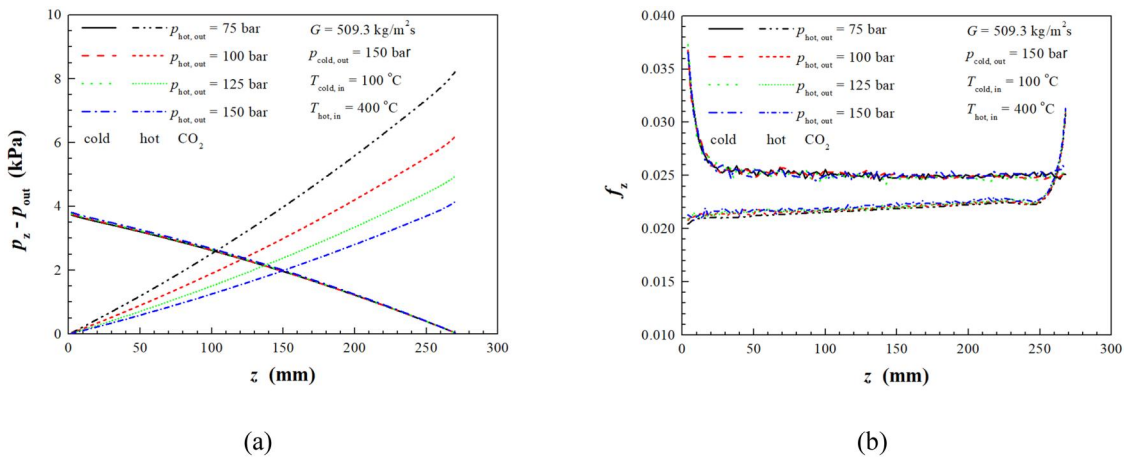 p_hot, out = 75 bar
p_hot, out = 100 bar
p_hot, out = 125 bar
p_hot, out = 150 bar
cold hot CO2
G = 509.3 kg/m²s
p_cold, out = 150 bar
T_cold, in = 100 °C
T_hot, in = 400 °C
10
8
6
4
2
0
p_z - p_out (kPa)
0 50 100 150 200 250 300
z (mm)
(a)
p_hot, out = 75 bar
p_hot, out = 100 bar
p_hot, out = 125 bar
p_hot, out = 150 bar
cold hot CO2
G = 509.3 kg/m²s
p_cold, out = 150 bar
T_cold, in = 100 °C
T_hot, in = 400 °C
0.040
0.035
0.030
0.025
0.020
0.015
0.010
f_z
0 50 100 150 200 250 300
z (mm)
(b)